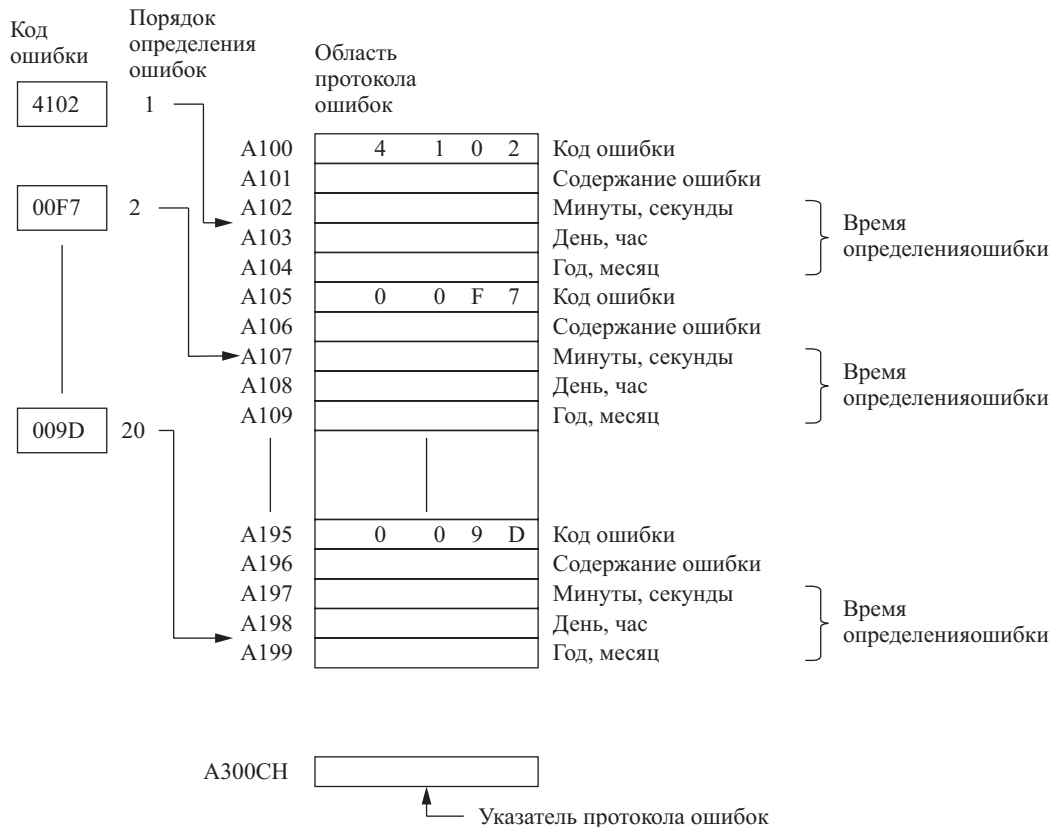 Код
ошибки
Порядок
определения
ошибок
Область
протокола
ошибок
4102 1
A100 4 1 0 2 Код ошибки
A101 Содержание ошибки
00F7 2 A102 Минуты, секунды
A103 День, час
Время
определенияошибки
A104 Год, месяц
A105 0 0 F 7 Код ошибки
A106 Содержание ошибки
A107 Минуты, секунды
A108 День, час
Время
определенияошибки
A109 Год, месяц
009D 20
A195 0 0 9 D Код ошибки
A196 Содержание ошибки
A197 Минуты, секунды
A198 День, час
Время
определенияошибки
A199 Год, месяц
A300CH
Указатель протокола ошибок